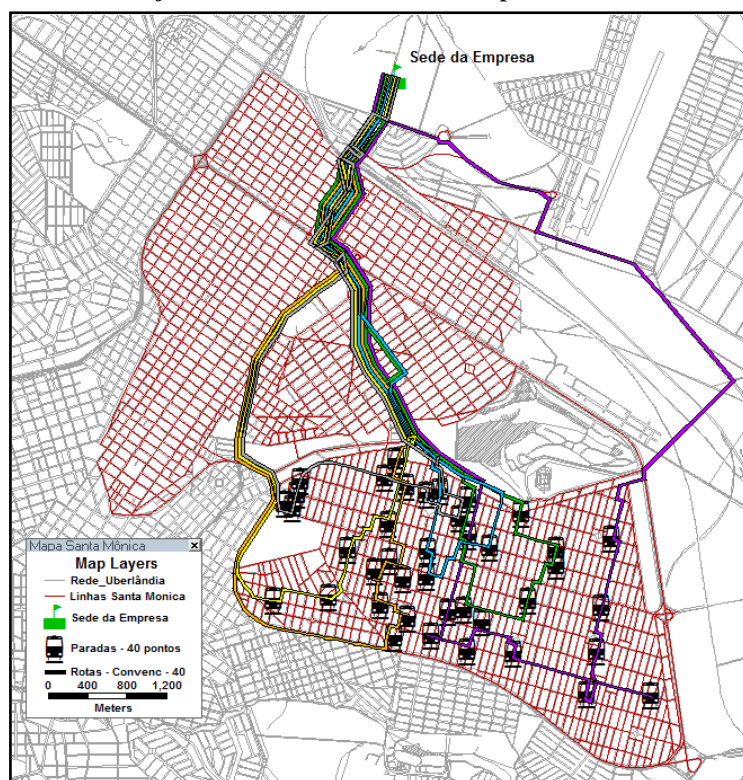 Sede da Empresa
Mapa Santa Mônica
Map Layers
Rede_Uberlândia
Linhas Santa Monica
Sede da Empresa
Paradas - 40 pontos
Rotas - Convenc - 40
0 400 800 1,200
Meters